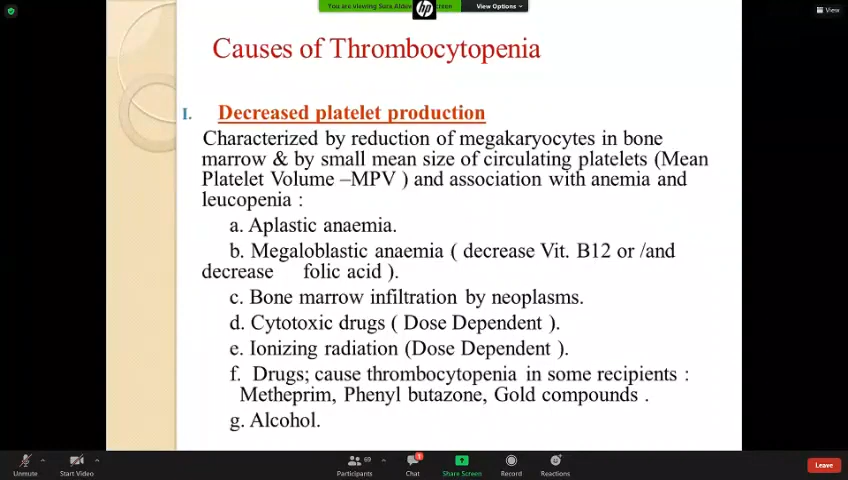 You are viewing Sura Aldew screen
View Options
View
Causes of Thrombocytopenia
I. Decreased platelet production
Characterized by reduction of megakaryocytes in bone
marrow & by small mean size of circulating platelets (Mean
Platelet Volume –MPV ) and association with anemia and
leucopenia :
a. Aplastic anaemia.
b. Megaloblastic anaemia ( decrease Vit. B12 or /and
decrease folic acid ).
c. Bone marrow infiltration by neoplasms.
d. Cytotoxic drugs ( Dose Dependent ).
e. Ionizing radiation (Dose Dependent ).
f. Drugs; cause thrombocytopenia in some recipients :
Metheprim, Phenyl butazone, Gold compounds .
g. Alcohol.
Unmute
Start Video
Participants
Chat
Share Screen
Record
Reactions
Leave